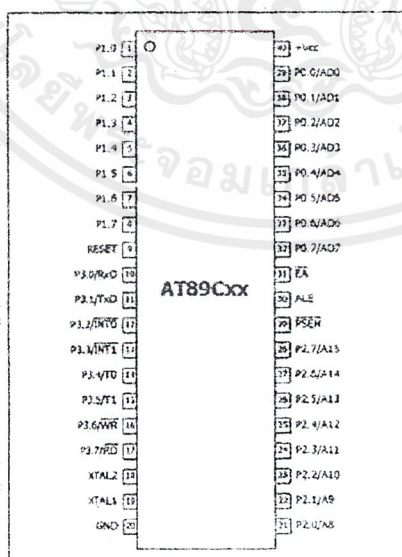 P1.0 1
P1.1 2
P1.2 3
P1.3 4
P1.4 5
P1.5 6
P1.6 7
P1.7 8
RESET 9
P3.0/RxD 10
P3.1/TxD 11
P3.2/INT0 12
P3.3/INT1 13
P3.4/T0 14
P3.5/T1 15
P3.6/WR 16
P3.7/RD 17
XTAL2 18
XTAL1 19
GND 20
AT89Cxx
40 +Vcc
39 P0.0/AD0
38 P0.1/AD1
37 P0.2/AD2
36 P0.3/AD3
35 P0.4/AD4
34 P0.5/AD5
33 P0.6/AD6
32 P0.7/AD7
31 EA
30 ALE
29 PSEN
28 P2.7/A15
27 P2.6/A14
26 P2.5/A13
25 P2.4/A12
24 P2.3/A11
23 P2.2/A10
22 P2.1/A9
21 P2.0/A8